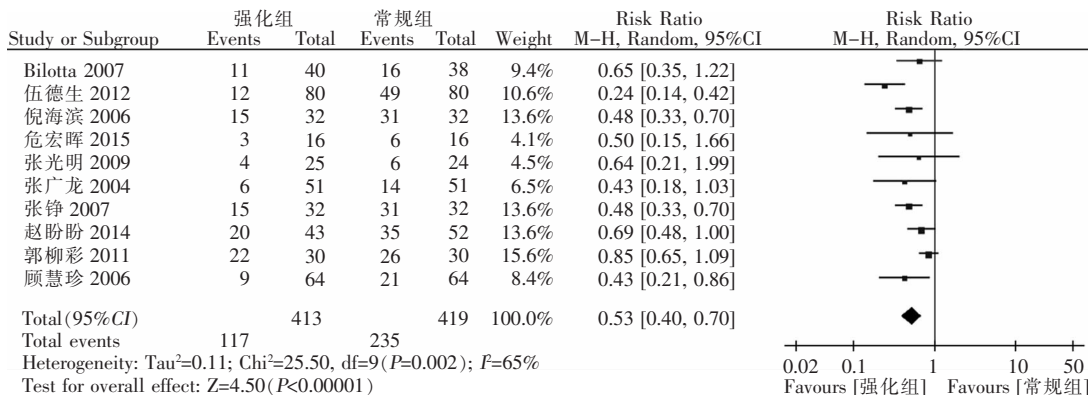 强化组 常规组 Risk Ratio Risk Ratio
Study or Subgroup Events Total Events Total Weight M-H, Random, 95%CI M-H, Random, 95%CI
Bilotta 2007 11 40 16 38 9.4% 0.65 [0.35, 1.22]
伍德生 2012 12 80 49 80 10.6% 0.24 [0.14, 0.42]
倪海滨 2006 15 32 31 32 13.6% 0.48 [0.33, 0.70]
危宏晖 2015 3 16 6 16 4.1% 0.50 [0.15, 1.66]
张光明 2009 4 25 6 24 4.5% 0.64 [0.21, 1.99]
张广龙 2004 6 51 14 51 6.5% 0.43 [0.18, 1.03]
张铮 2007 15 32 31 32 13.6% 0.48 [0.33, 0.70]
赵盼盼 2014 20 43 35 52 13.6% 0.69 [0.48, 1.00]
郭柳彩 2011 22 30 26 30 15.6% 0.85 [0.65, 1.09]
顾慧珍 2006 9 64 21 64 8.4% 0.43 [0.21, 0.86]
Total(95%CI) 413 419 100.0% 0.53 [0.40, 0.70]
Total events 117 235
Heterogeneity: Tau²=0.11; Chi²=25.50, df=9(P=0.002); I²=65%
Test for overall effect: Z=4.50(P<0.00001)
0.02 0.1 1 10 50
Favours [强化组] Favours [常规组]